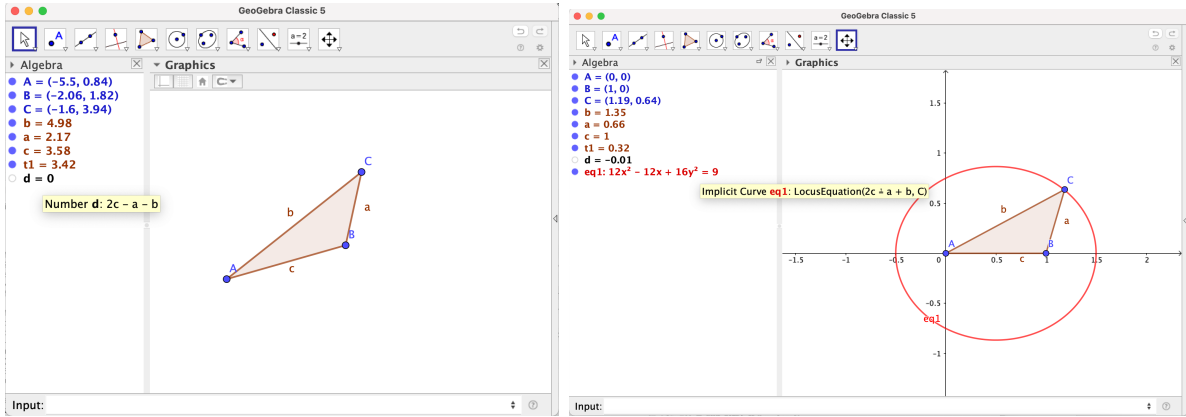 GeoGebra Classic 5
a=2
Algebra
Graphics
A = (-5.5, 0.84)
B = (-2.06, 1.82)
C = (-1.6, 3.94)
b = 4.98
a = 2.17
c = 3.58
t1 = 3.42
d = 0
Number d: 2c - a - b
C
b
a
B
A
c
Input:
GeoGebra Classic 5
a=2
Algebra
Graphics
A = (0, 0)
B = (1, 0)
C = (1.19, 0.64)
b = 1.35
a = 0.66
c = 1
t1 = 0.32
d = -0.01
eq1: 12x² - 12x + 16y² = 9
Implicit Curve eq1: LocusEquation(2c ≟ a + b, C)
1.5
1
0.5
C
b
a
A
B
c
-1.5
-1
-0.5
0
0.5
1
1.5
2
-0.5
eq1
-1
Input: